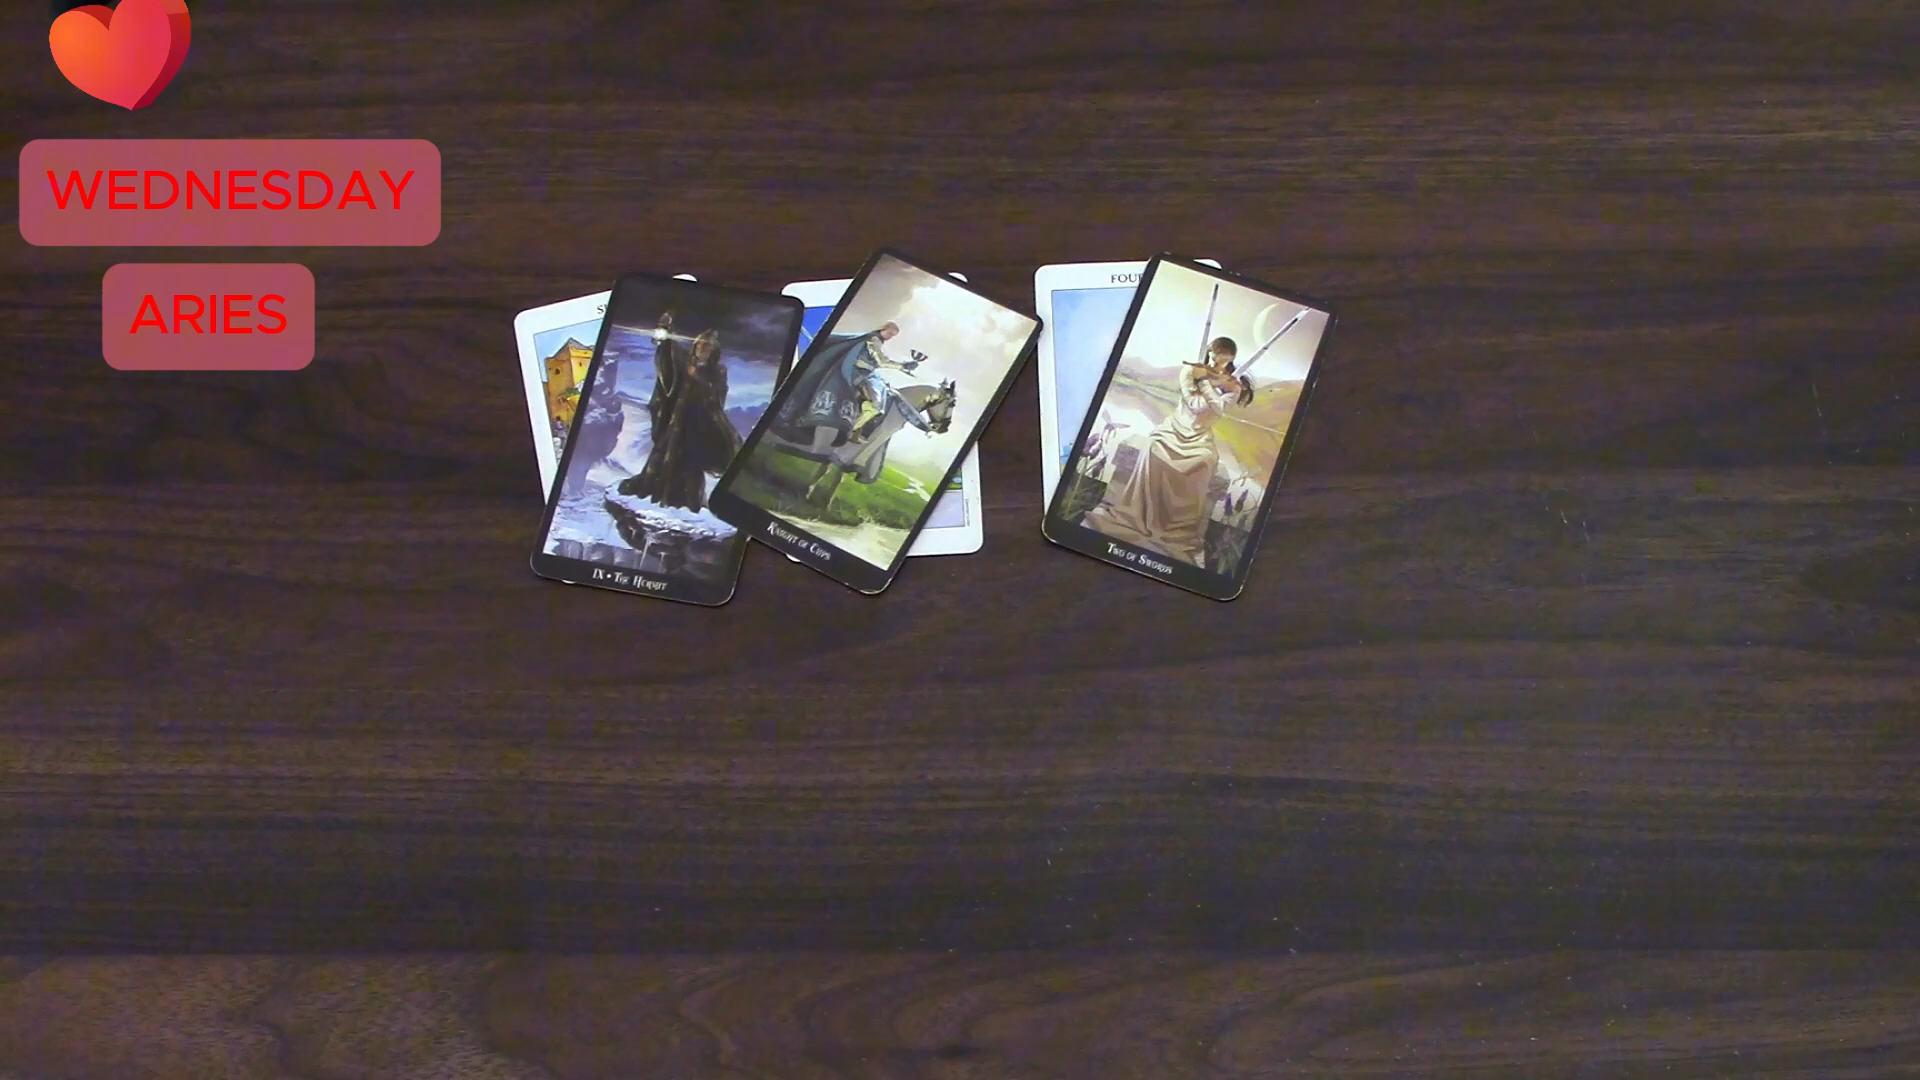 WEDNESDAY
ARIES
FOUR
IX • THE HERMIT
KNIGHT OF CUPS
TWO OF SWORDS